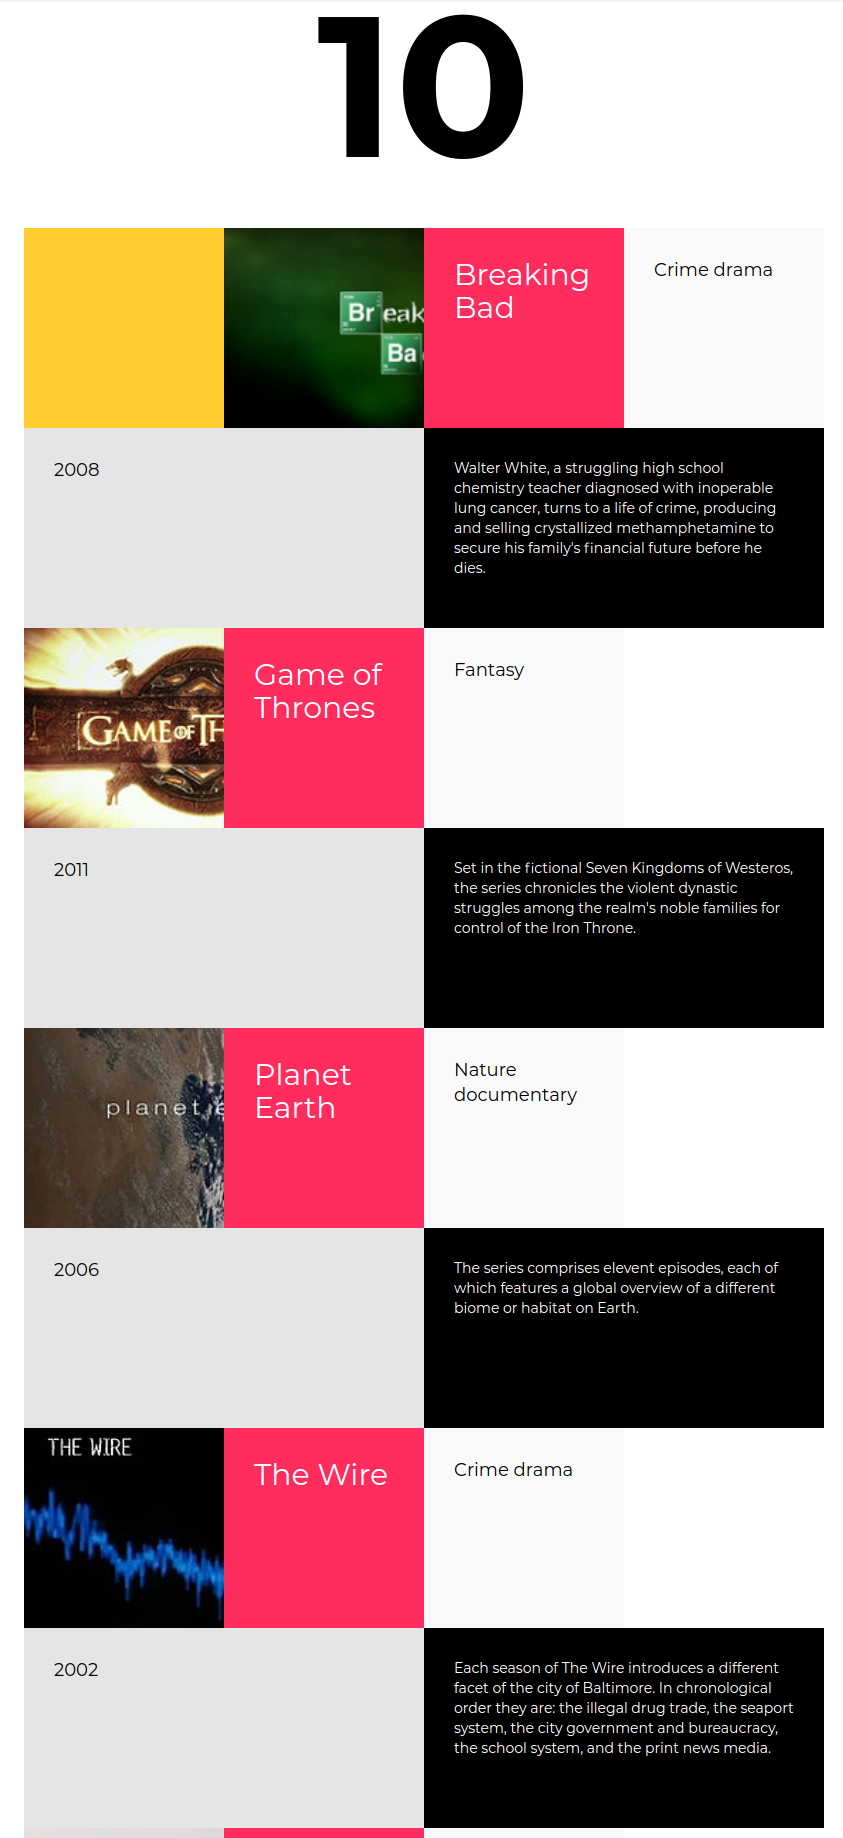 10
Br eak
Ba
Breaking
Bad
Crime drama
2008
Walter White, a struggling high school
chemistry teacher diagnosed with inoperable
lung cancer, turns to a life of crime, producing
and selling crystallized methamphetamine to
secure his family's financial future before he
dies.
GAME OF TH
Game of
Thrones
Fantasy
2011
Set in the fictional Seven Kingdoms of Westeros,
the series chronicles the violent dynastic
struggles among the realm's noble families for
control of the Iron Throne.
planet e
Planet
Earth
Nature
documentary
2006
The series comprises elevent episodes, each of
which features a global overview of a different
biome or habitat on Earth.
THE WIRE
The Wire
Crime drama
2002
Each season of The Wire introduces a different
facet of the city of Baltimore. In chronological
order they are: the illegal drug trade, the seaport
system, the city government and bureaucracy,
the school system, and the print news media.